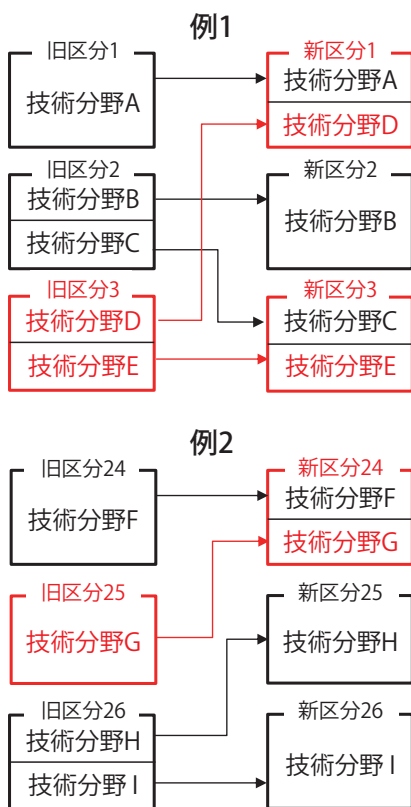 例1
旧区分1
技術分野A
新区分1
技術分野A
技術分野D
旧区分2
技術分野B
技術分野C
新区分2
技術分野B
旧区分3
技術分野D
技術分野E
新区分3
技術分野C
技術分野E
例2
旧区分24
技術分野F
新区分24
技術分野F
技術分野G
旧区分25
技術分野G
新区分25
技術分野H
旧区分26
技術分野H
技術分野I
新区分26
技術分野I